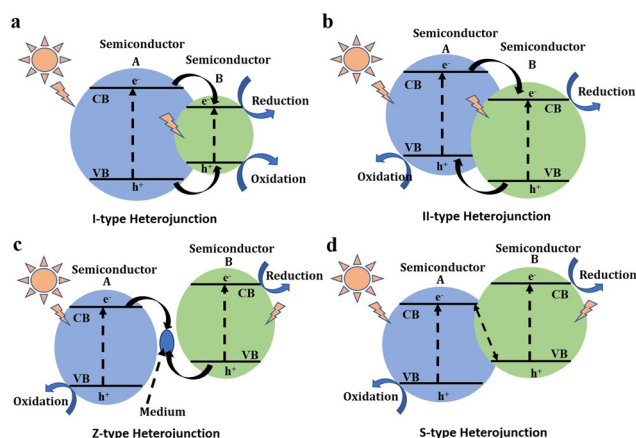 a
Semiconductor
A
Semiconductor
B
e-
CB
e-
Reduction
VB
h+
h+
Oxidation
I-type Heterojunction
b
Semiconductor
A
Semiconductor
B
e-
CB
e-
CB
Reduction
VB
h+
Oxidation
VB
h+
II-type Heterojunction
c
Semiconductor
A
Semiconductor
B
e-
CB
e-
CB
Reduction
VB
h+
VB
h+
Oxidation
Medium
Z-type Heterojunction
d
Semiconductor
A
Semiconductor
B
e-
CB
e-
CB
Reduction
VB
h+
VB
h+
Oxidation
S-type Heterojunction